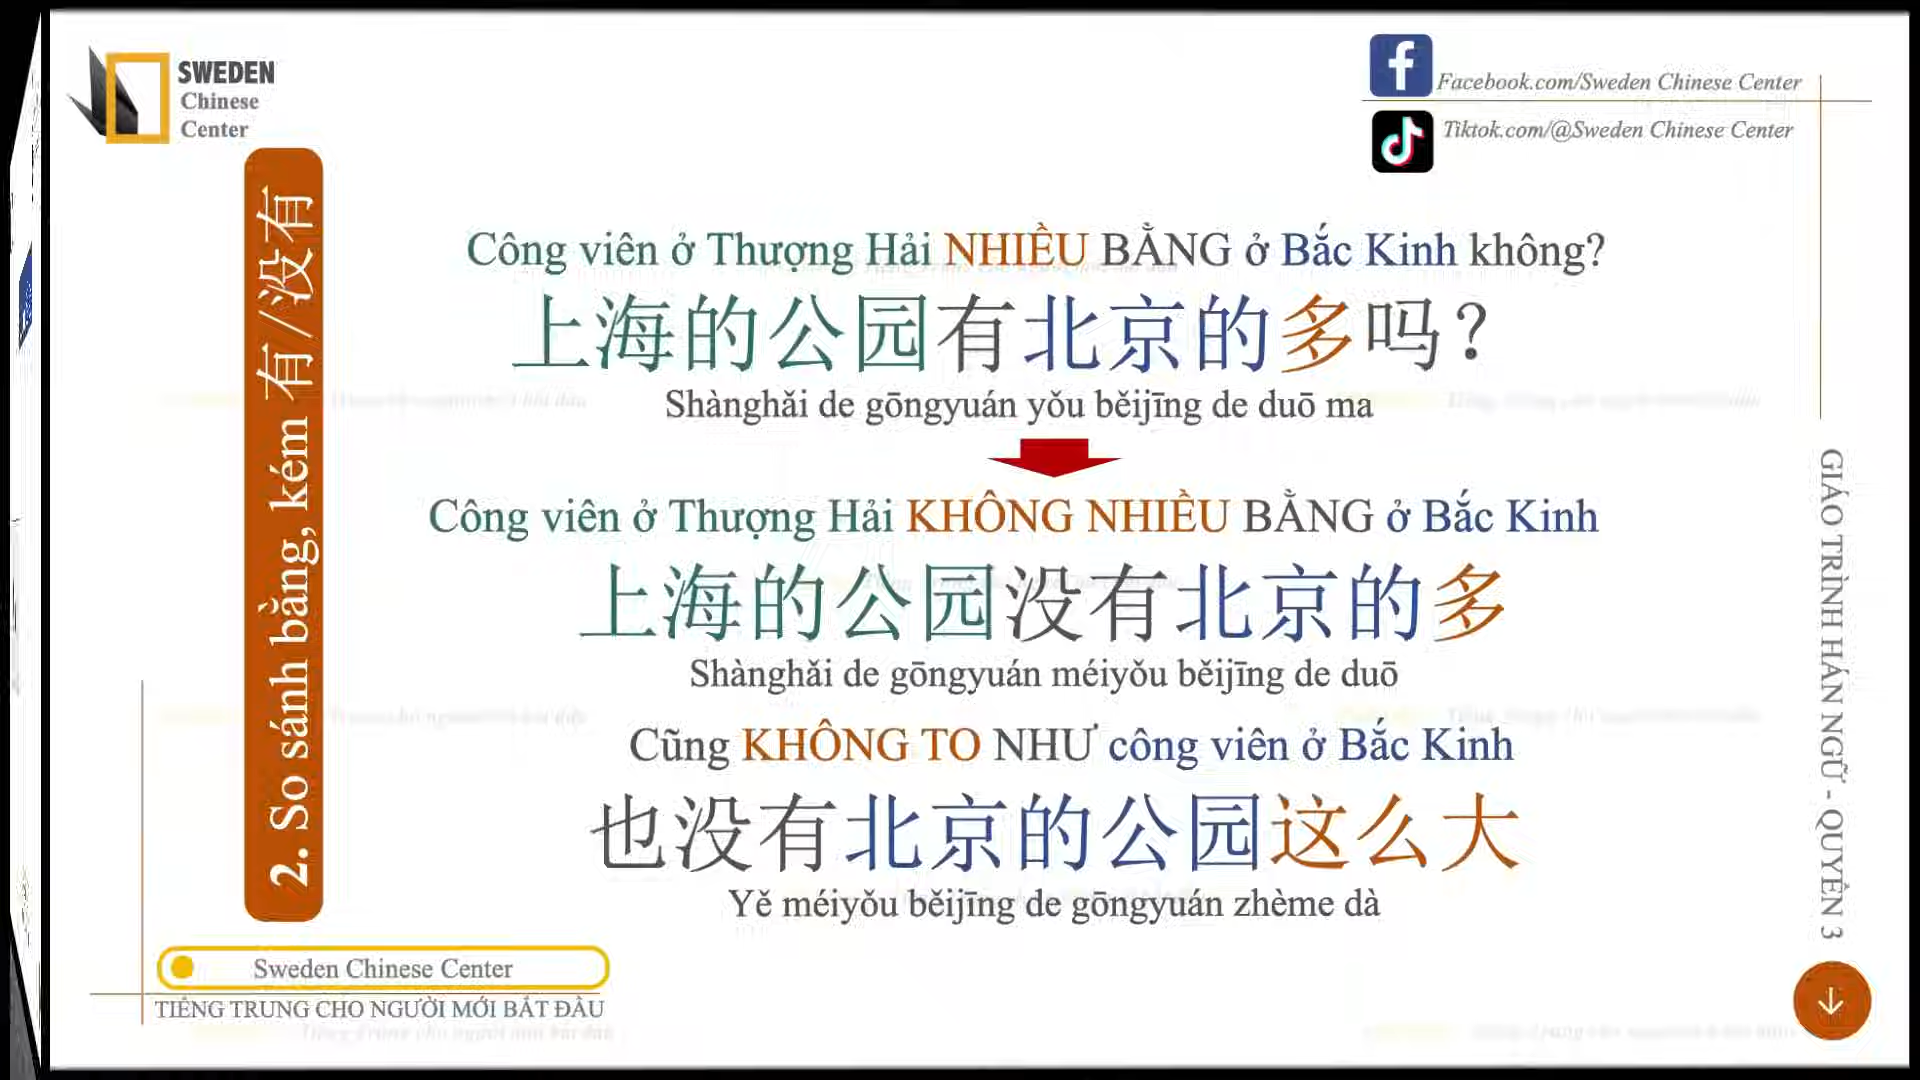 SWEDEN
Chinese
Center
Facebook.com/Sweden Chinese Center
Tiktok.com/@Sweden Chinese Center
2. So sánh bằng, kém 有/没有
Công viên ở Thượng Hải NHIỀU BẰNG ở Bắc Kinh không?
上海的公园有北京的多吗？
Shànghǎi de gōngyuán yǒu běijīng de duō ma
Công viên ở Thượng Hải KHÔNG NHIỀU BẰNG ở Bắc Kinh
上海的公园没有北京的多
Shànghǎi de gōngyuán méiyǒu běijīng de duō
Cũng KHÔNG TO NHƯ công viên ở Bắc Kinh
也没有北京的公园这么大
Yě méiyǒu běijīng de gōngyuán zhème dà
GIÁO TRÌNH HÁN NGỮ - QUYỂN 3
Sweden Chinese Center
TIẾNG TRUNG CHO NGƯỜI MỚI BẮT ĐẦU